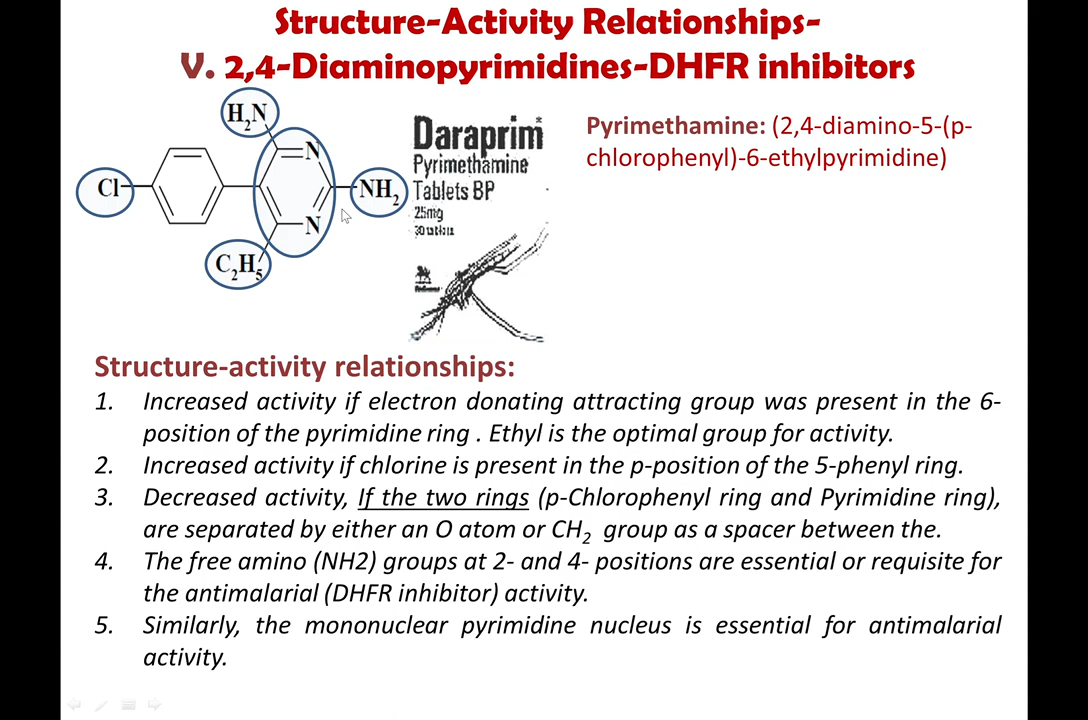 Structure-Activity Relationships-
V. 2,4-Diaminopyrimidines-DHFR inhibitors
H2N
N
Cl
NH2
N
C2H5
Daraprim
Pyrimethamine
Tablets BP
25mg
30 tablets
Pyrimethamine: (2,4-diamino-5-(p-
chlorophenyl)-6-ethylpyrimidine)
Structure-activity relationships:
1. Increased activity if electron donating attracting group was present in the 6-
position of the pyrimidine ring . Ethyl is the optimal group for activity.
2. Increased activity if chlorine is present in the p-position of the 5-phenyl ring.
3. Decreased activity, If the two rings (p-Chlorophenyl ring and Pyrimidine ring),
are separated by either an O atom or CH2 group as a spacer between the.
4. The free amino (NH2) groups at 2- and 4- positions are essential or requisite for
the antimalarial (DHFR inhibitor) activity.
5. Similarly, the mononuclear pyrimidine nucleus is essential for antimalarial
activity.